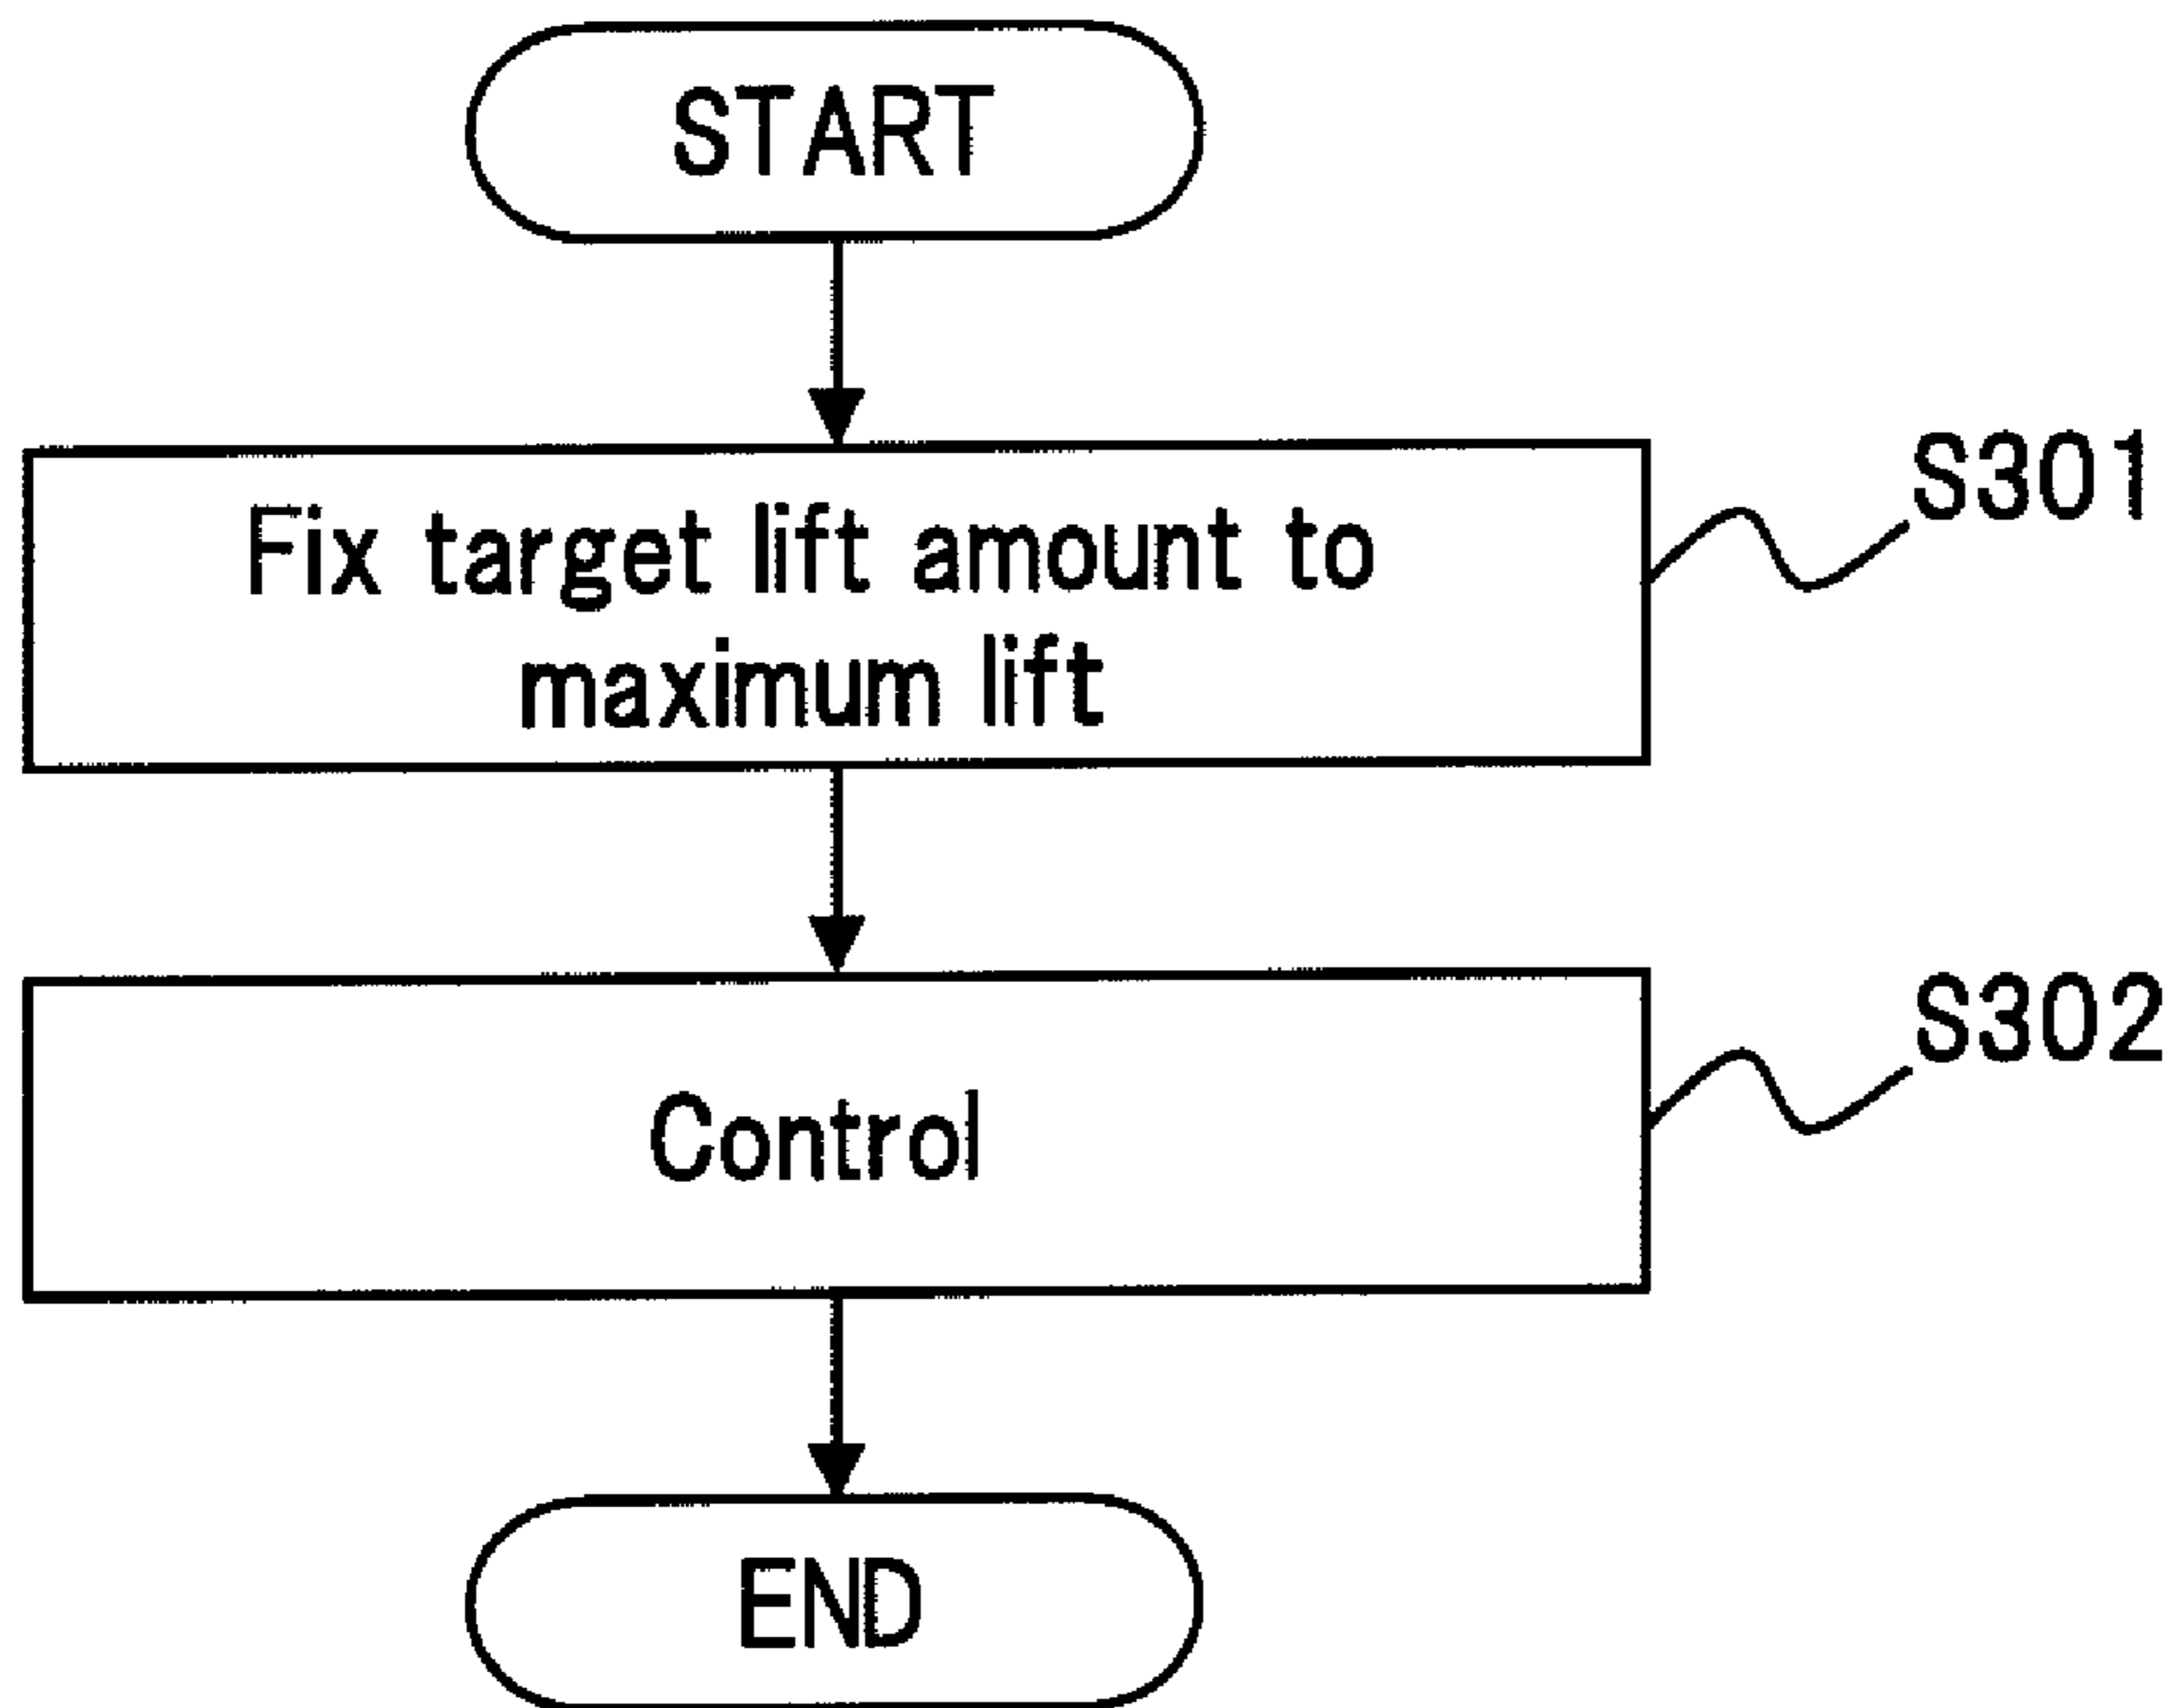 START
Fix target lift amount to
maximum lift
S301
Control
S302
END